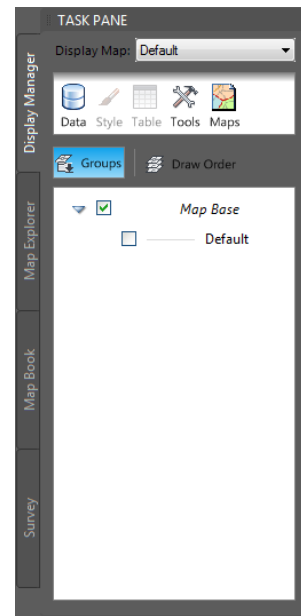 TASK PANE
Display Map: Default
Data Style Table Tools Maps
Groups Draw Order
Map Base
Default
Display Manager
Map Explorer
Map Book
Survey